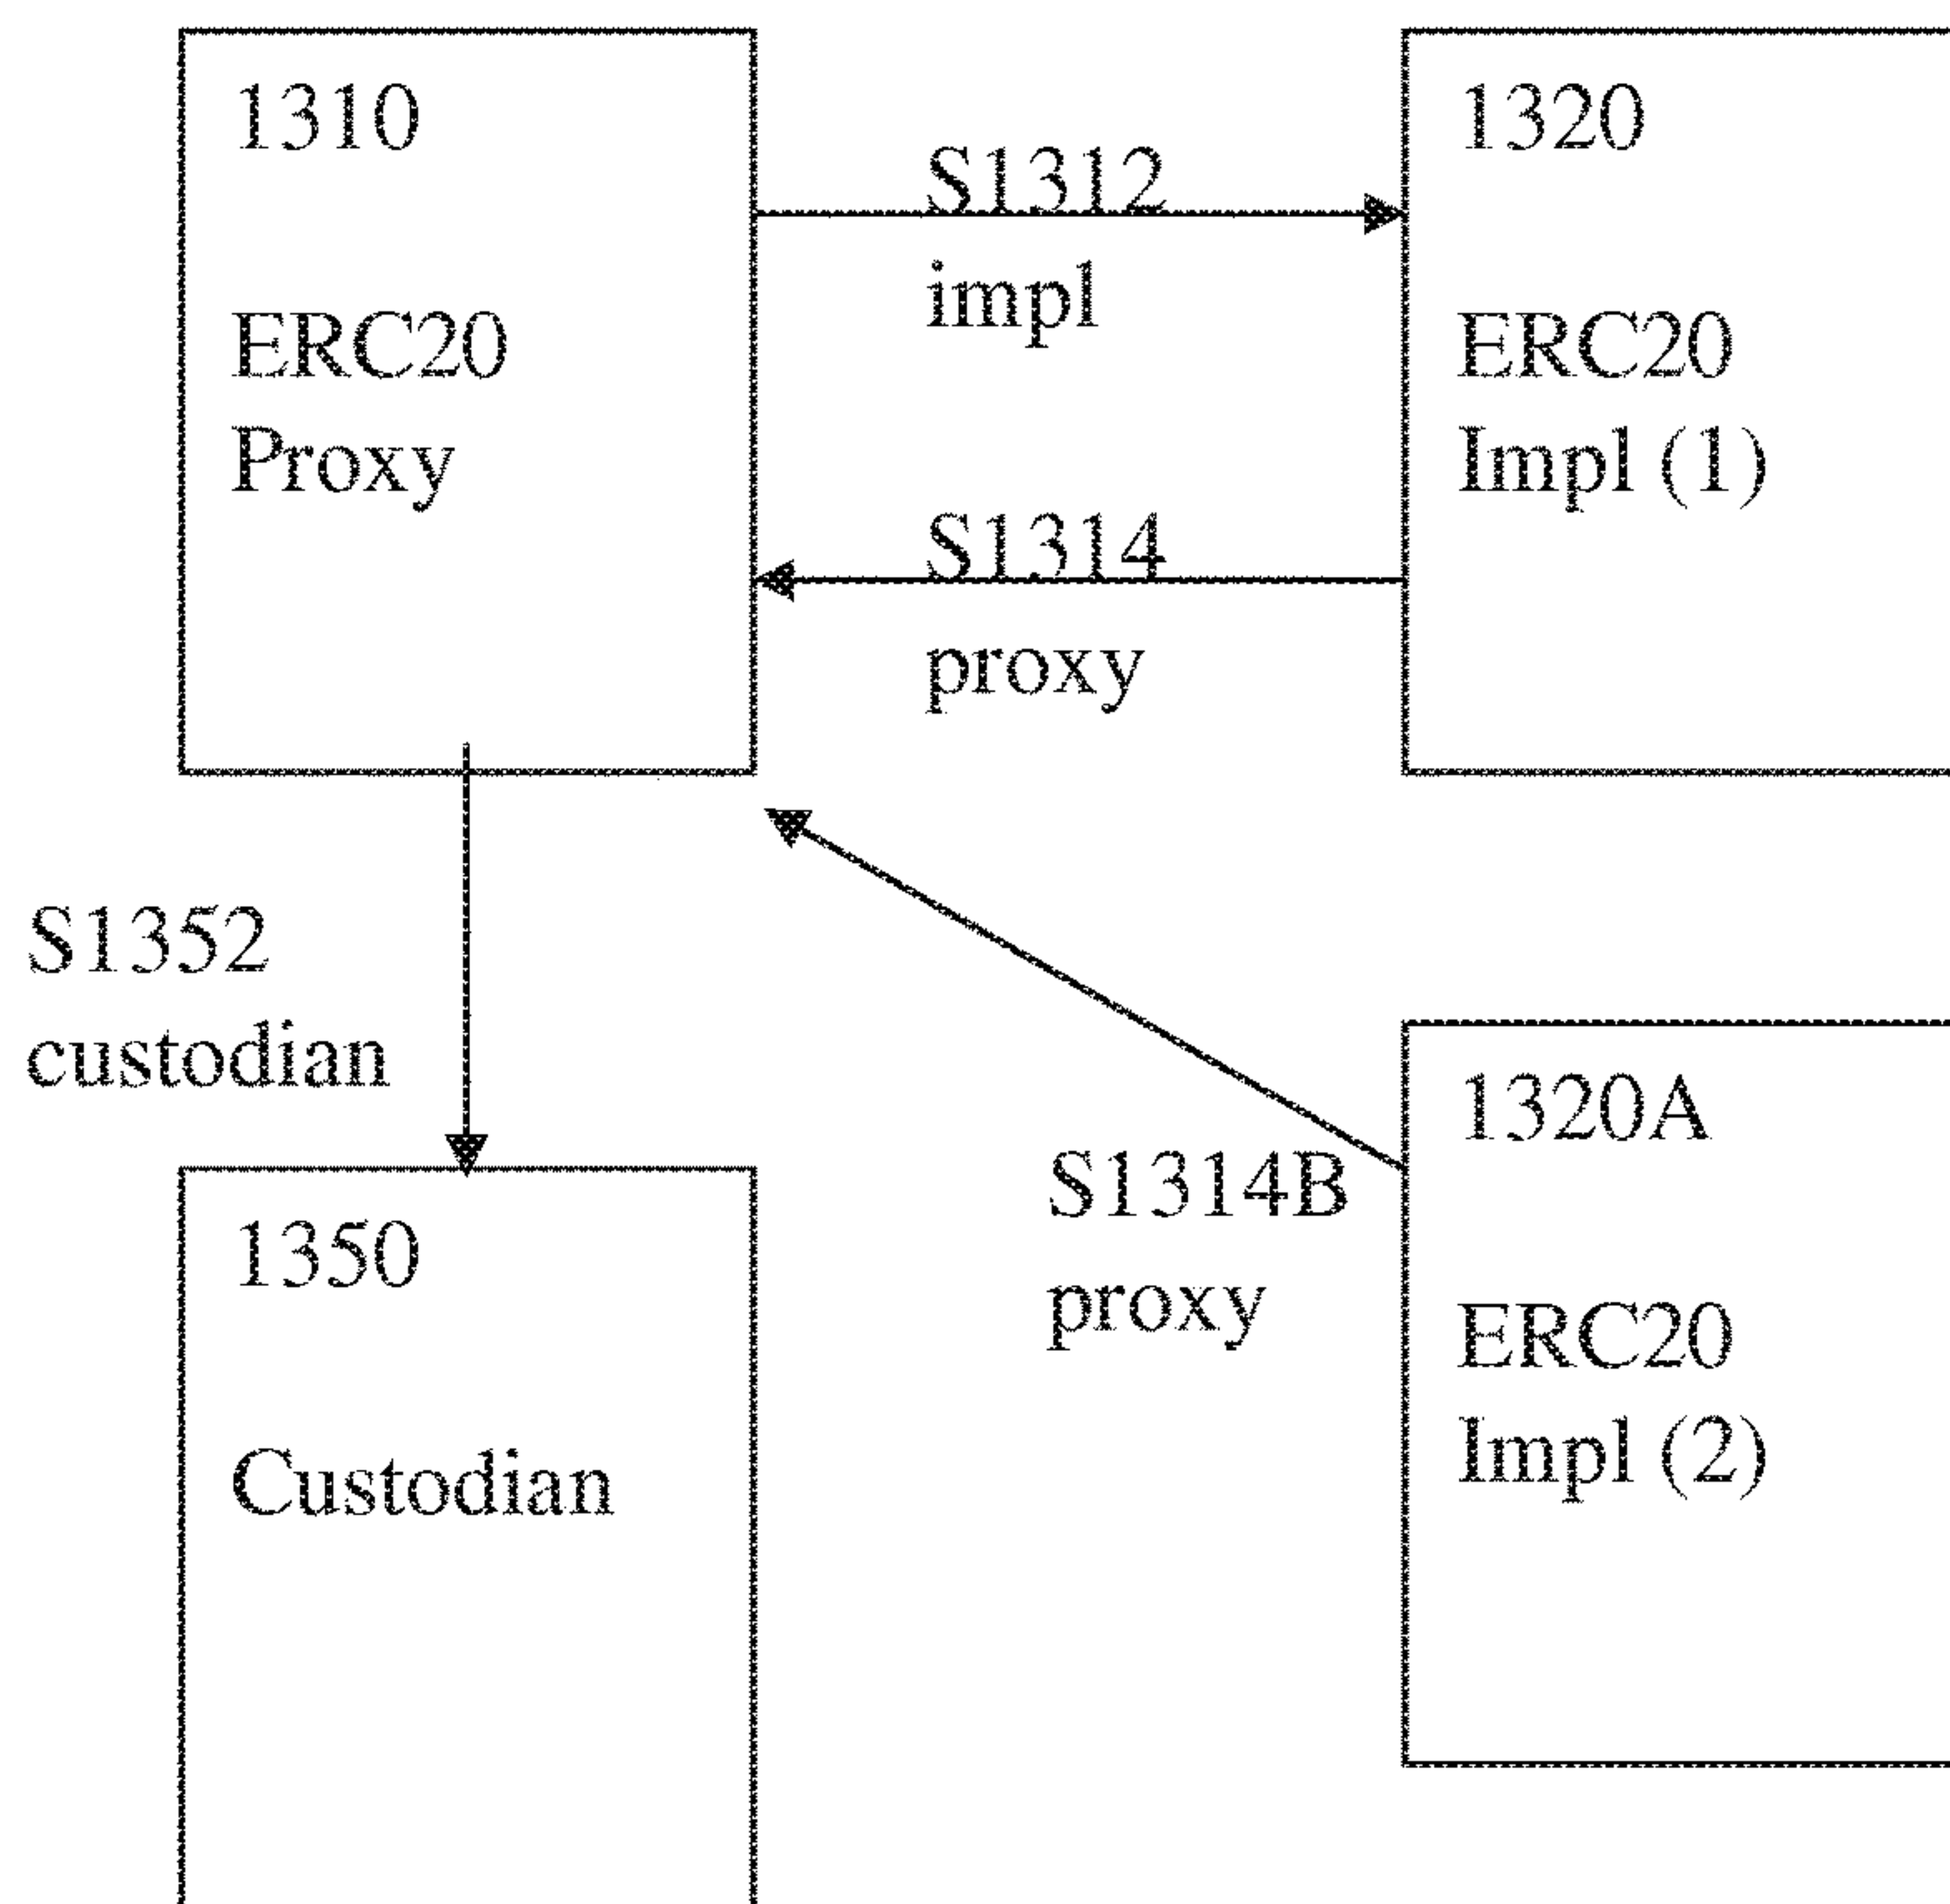 1310
ERC20
Proxy
S1312
impl
S1314
proxy
1320
ERC20
Impl (1)
S1352
custodian
1350
Custodian
S1314B
proxy
1320A
ERC20
Impl (2)